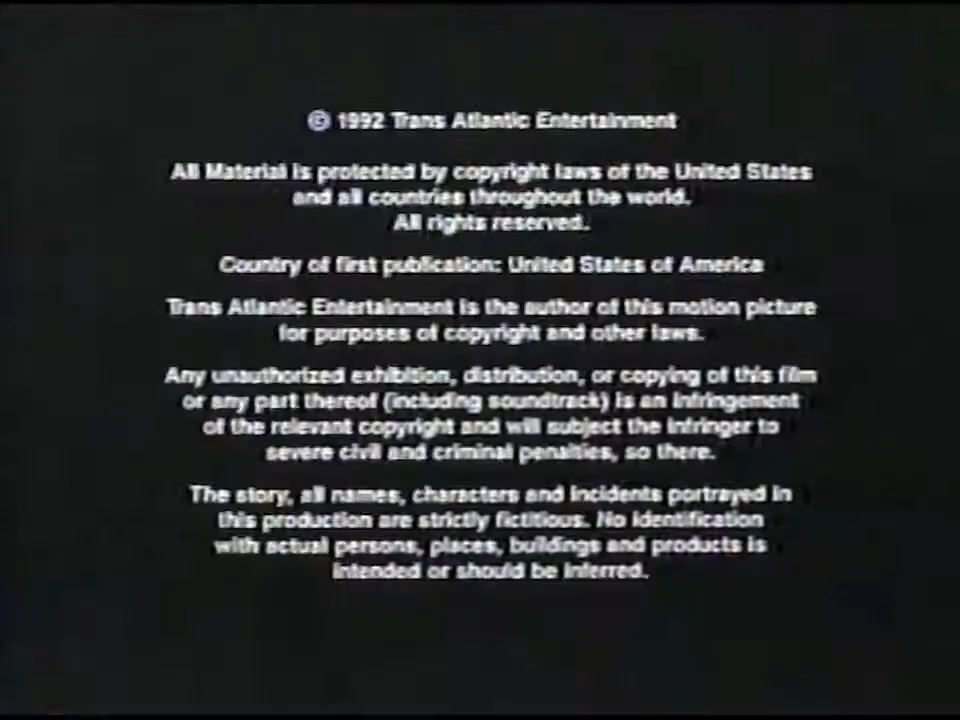 © 1992 Trans Atlantic Entertainment
All Material is protected by copyright laws of the United States
and all countries throughout the world.
All rights reserved.
Country of first publication: United States of America
Trans Atlantic Entertainment is the author of this motion picture
for purposes of copyright and other laws.
Any unauthorized exhibition, distribution, or copying of this film
or any part thereof (including soundtrack) is an infringement
of the relevant copyright and will subject the infringer to
severe civil and criminal penalties, so there.
The story, all names, characters and incidents portrayed in
this production are strictly fictitious. No identification
with actual persons, places, buildings and products is
intended or should be inferred.